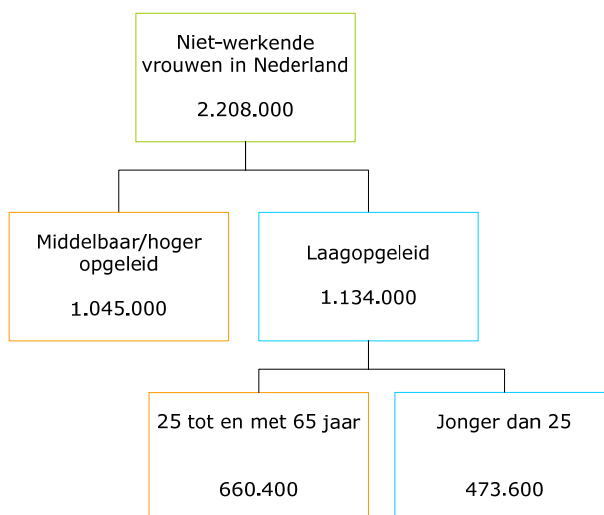 Niet-werkende
vrouwen in Nederland
2.208.000
Middelbaar/hoger
opgeleid
1.045.000
Laagopgeleid
1.134.000
25 tot en met 65 jaar
660.400
Jonger dan 25
473.600